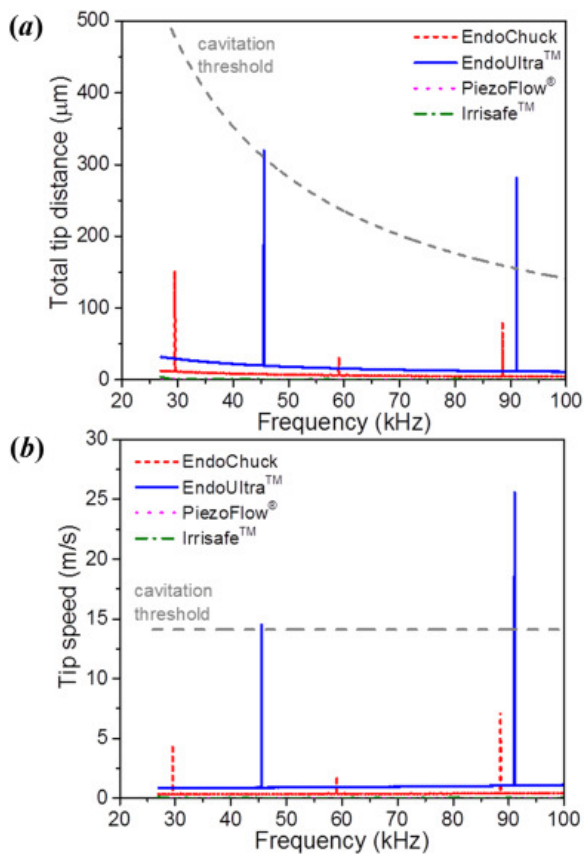 (a)
500
400
300
200
100
0
Total tip distance (μm)
cavitation
threshold
EndoChuck
EndoUltra™
PiezoFlow®
Irrisafe™
20 30 40 50 60 70 80 90 100
Frequency (kHz)
(b)
30
25
20
15
10
5
0
Tip speed (m/s)
EndoChuck
EndoUltra™
PiezoFlow®
Irrisafe™
cavitation
threshold
20 30 40 50 60 70 80 90 100
Frequency (kHz)